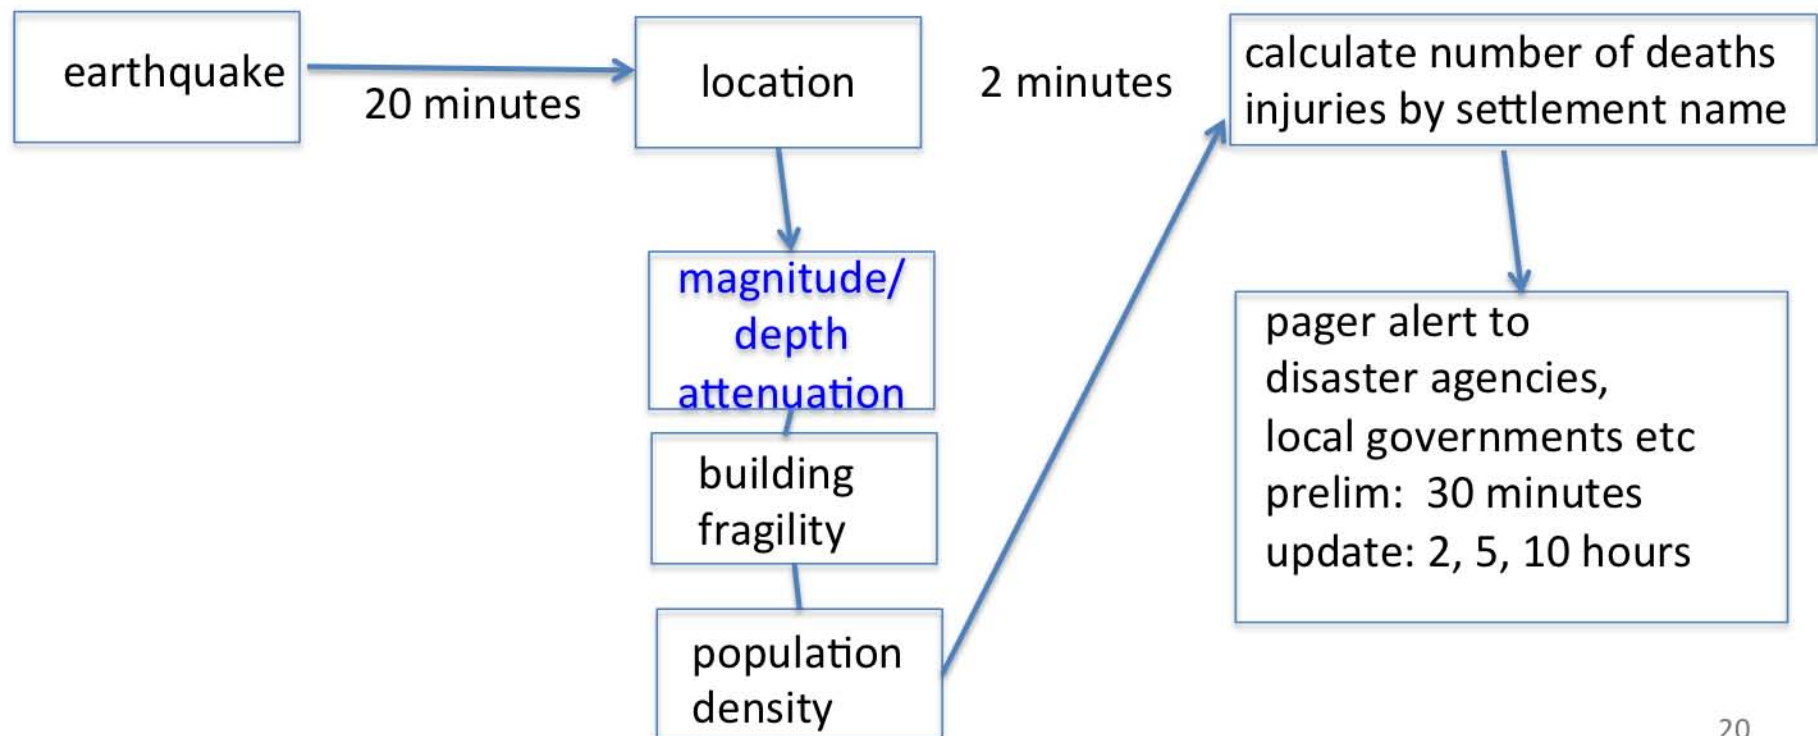 earthquake
20 minutes
location
magnitude/
depth
attenuation
building
fragility
population
density
2 minutes
calculate number of deaths
injuries by settlement name
pager alert to
disaster agencies,
local governments etc
prelim: 30 minutes
update: 2, 5, 10 hours
20